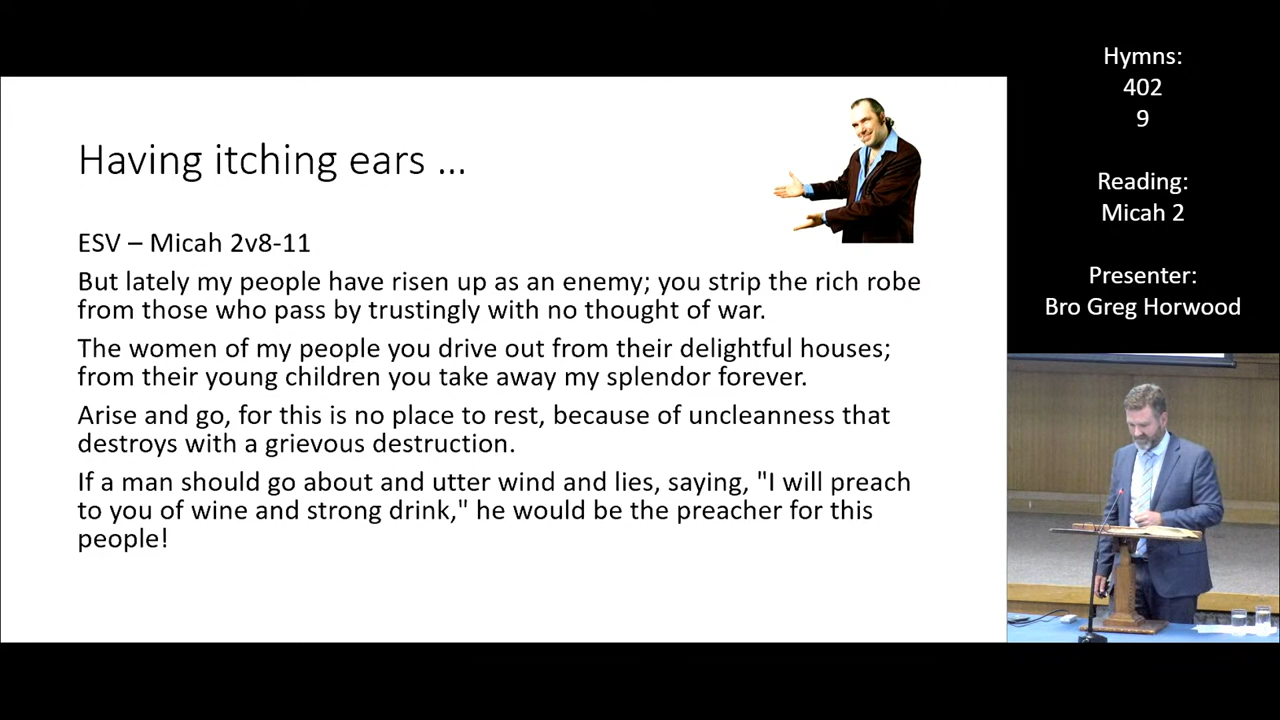 Having itching ears ...
ESV – Micah 2v8-11
But lately my people have risen up as an enemy; you strip the rich robe
from those who pass by trustingly with no thought of war.
The women of my people you drive out from their delightful houses;
from their young children you take away my splendor forever.
Arise and go, for this is no place to rest, because of uncleanness that
destroys with a grievous destruction.
If a man should go about and utter wind and lies, saying, "I will preach
to you of wine and strong drink," he would be the preacher for this
people!
Hymns:
402
9
Reading:
Micah 2
Presenter:
Bro Greg Horwood